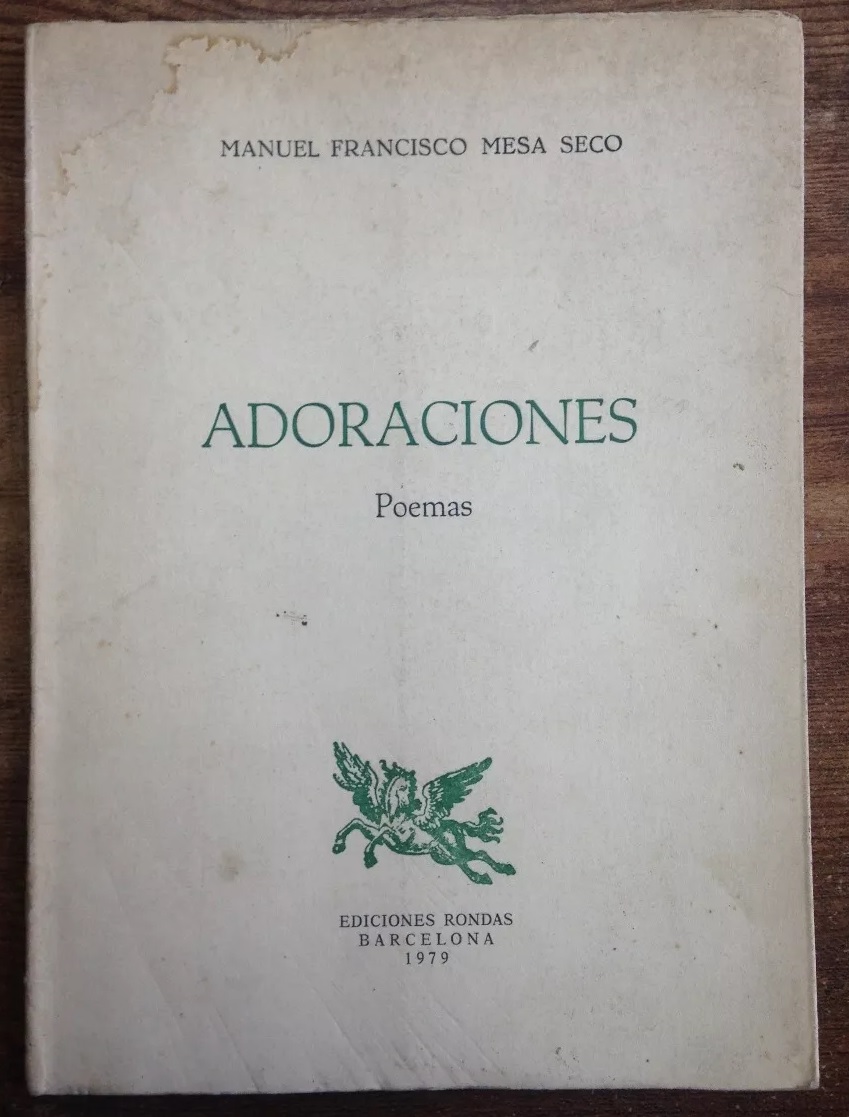 MANUEL FRANCISCO MESA SECO
ADORACIONES
Poemas
EDICIONES RONDAS
BARCELONA
1979